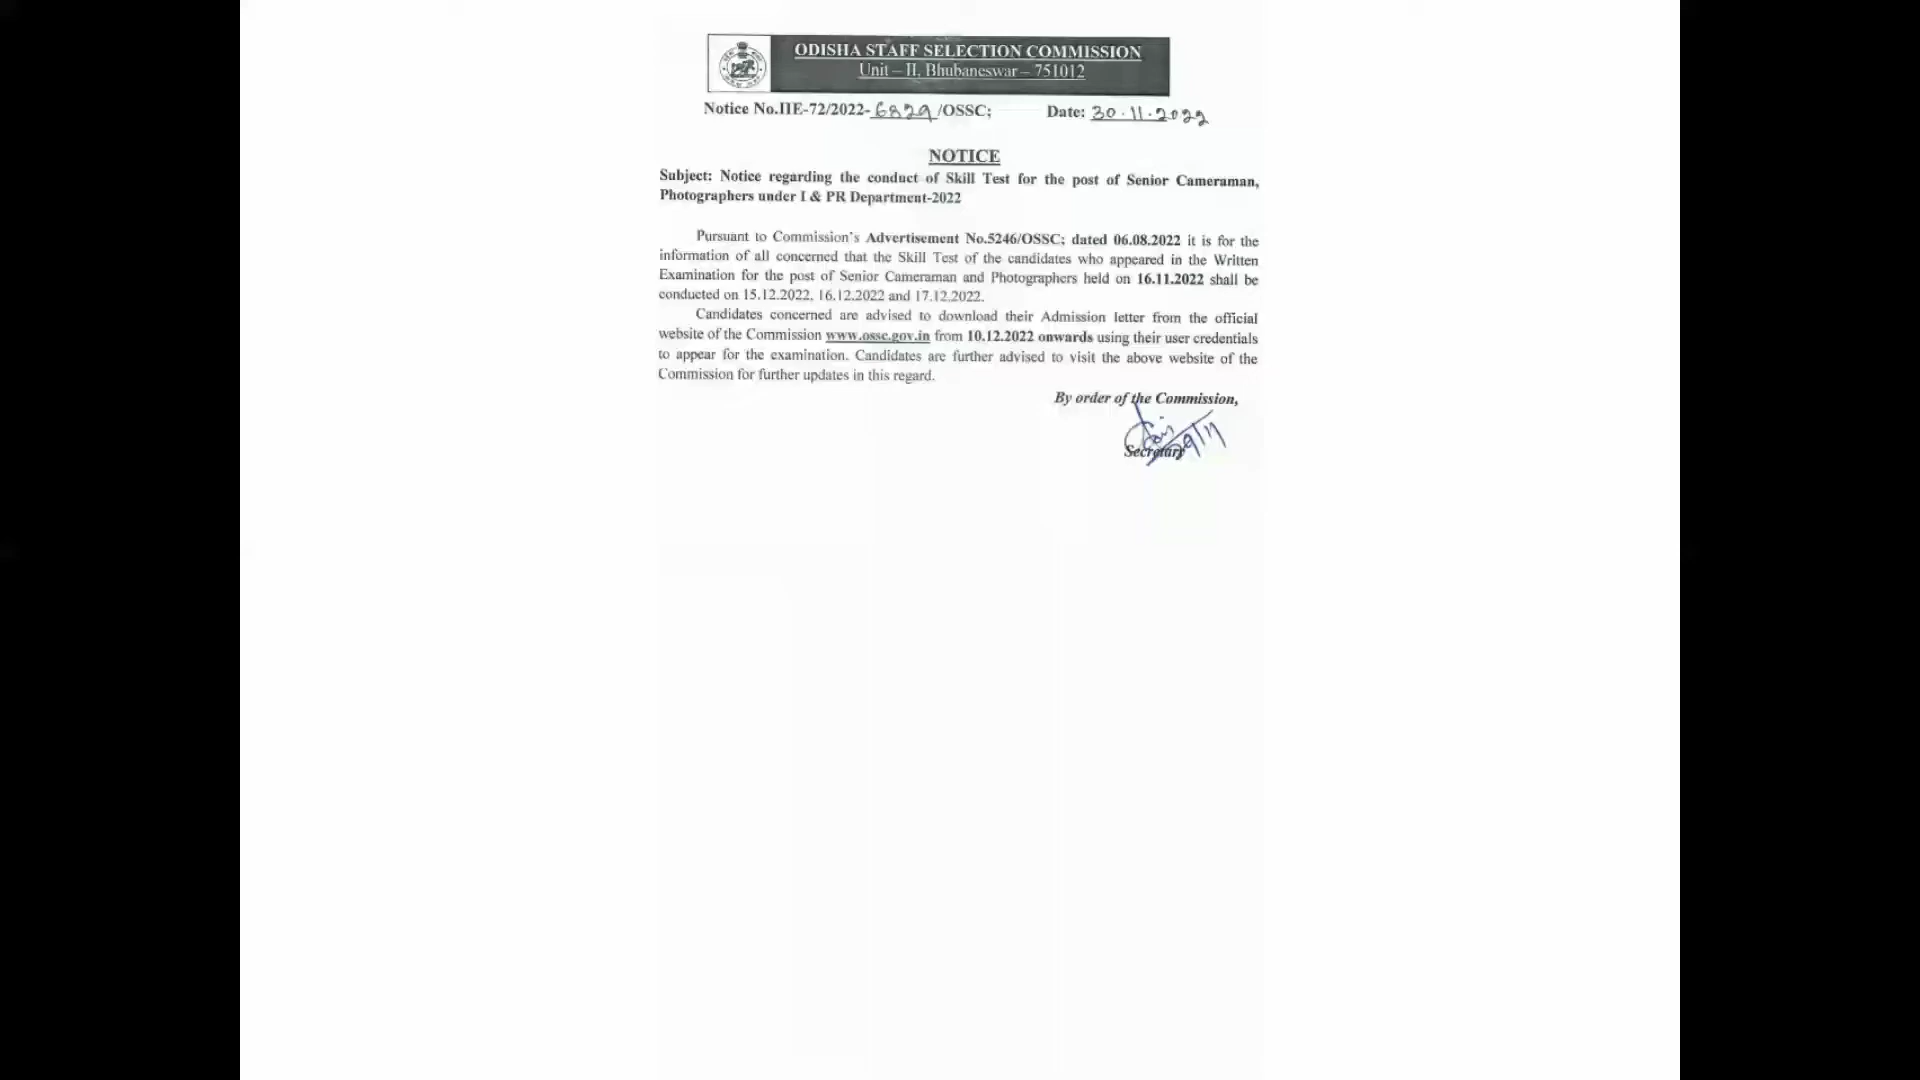 ODISHA STAFF SELECTION COMMISSION
Unit – II, Bhubaneswar – 751012
Notice No.IIE-72/2022-6829/OSSC; Date: 30.11.2022
NOTICE
Subject: Notice regarding the conduct of Skill Test for the post of Senior Cameraman,
Photographers under I & PR Department-2022
Pursuant to Commission's Advertisement No.5246/OSSC; dated 06.08.2022 it is for the
information of all concerned that the Skill Test of the candidates who appeared in the Written
Examination for the post of Senior Cameraman and Photographers held on 16.11.2022 shall be
conducted on 15.12.2022, 16.12.2022 and 17.12.2022.
Candidates concerned are advised to download their Admission letter from the official
website of the Commission www.ossc.gov.in from 10.12.2022 onwards using their user credentials
to appear for the examination. Candidates are further advised to visit the above website of the
Commission for further updates in this regard.
By order of the Commission,
29/11
Secretary